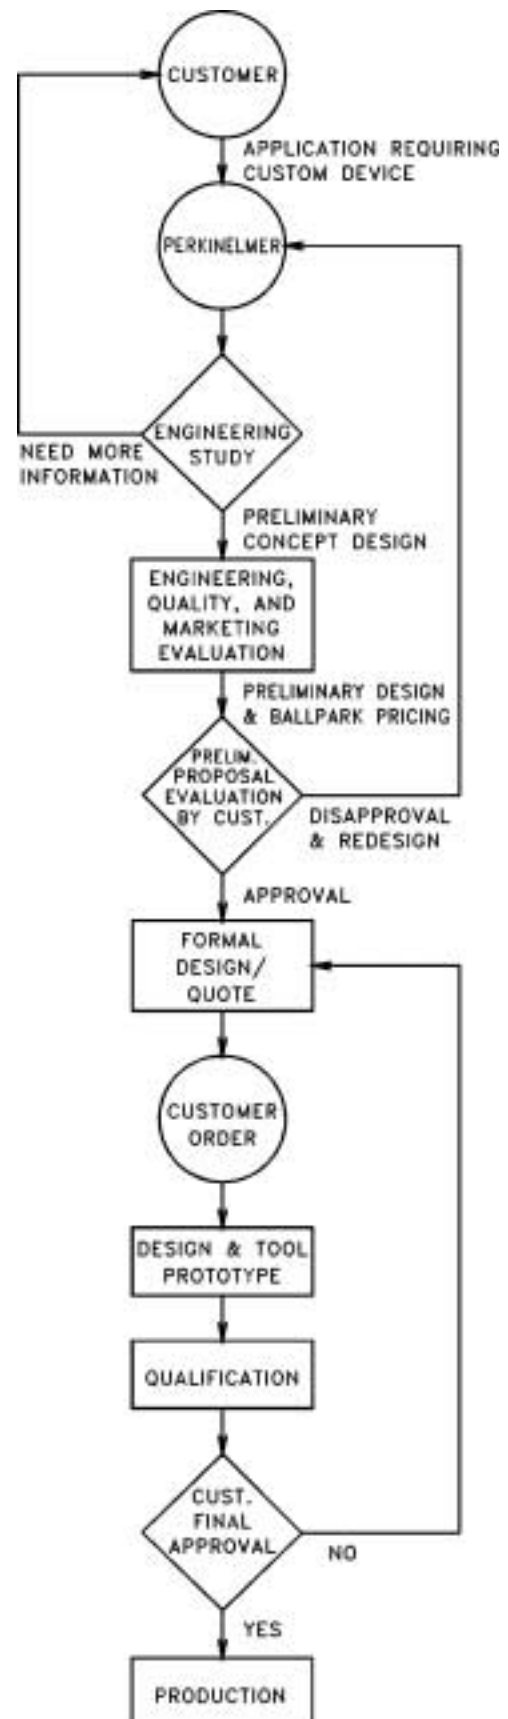 CUSTOMER
APPLICATION REQUIRING
CUSTOM DEVICE
PERKINELMER
ENGINEERING
STUDY
NEED MORE
INFORMATION
PRELIMINARY
CONCEPT DESIGN
ENGINEERING,
QUALITY, AND
MARKETING
EVALUATION
PRELIMINARY DESIGN
& BALLPARK PRICING
PRELIM.
PROPOSAL
EVALUATION
BY CUST.
DISAPPROVAL
& REDESIGN
APPROVAL
FORMAL
DESIGN/
QUOTE
CUSTOMER
ORDER
DESIGN & TOOL
PROTOTYPE
QUALIFICATION
CUST.
FINAL
APPROVAL
NO
YES
PRODUCTION